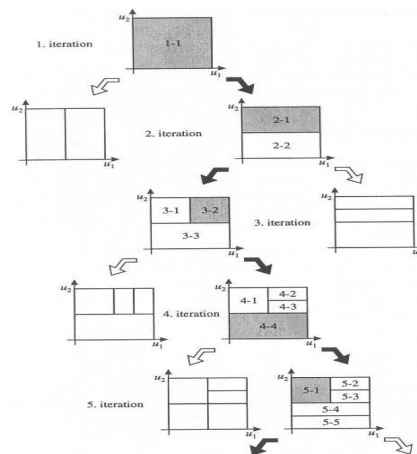 u₂
1. iteration
1-1
u₁
u₂
u₁
2. iteration
u₂
2-1
2-2
u₁
u₂
3-1
3-2
3-3
u₁
3. iteration
u₂
u
u₂
u₁
4. iteration
u₂
4-1
4-2
4-3
4-4
u₁
5. iteration
u₂
u₁
u₂
5-1
5-2
5-3
5-4
5-5
u₁